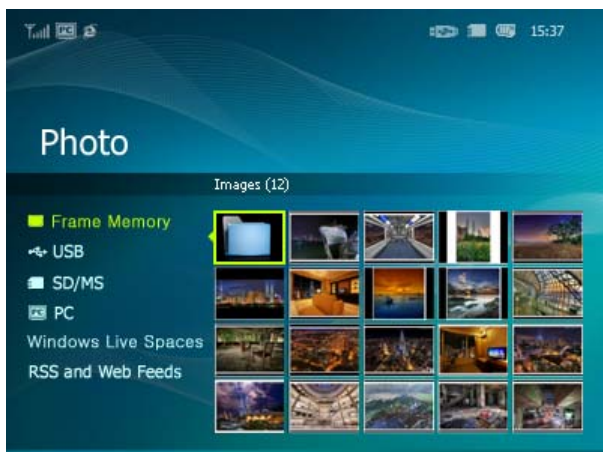 PC
15:37
Photo
Images (12)
Frame Memory
USB
SD/MS
PC
PC
Windows Live Spaces
RSS and Web Feeds